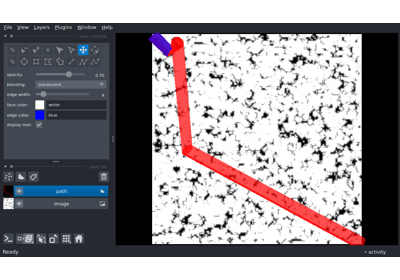 File View Layers Plugins Window Help
opacity: 0.70
blending: translucent
edge width: 4
face color: white
edge color: blue
display text: ✓
path
Image
Ready activity